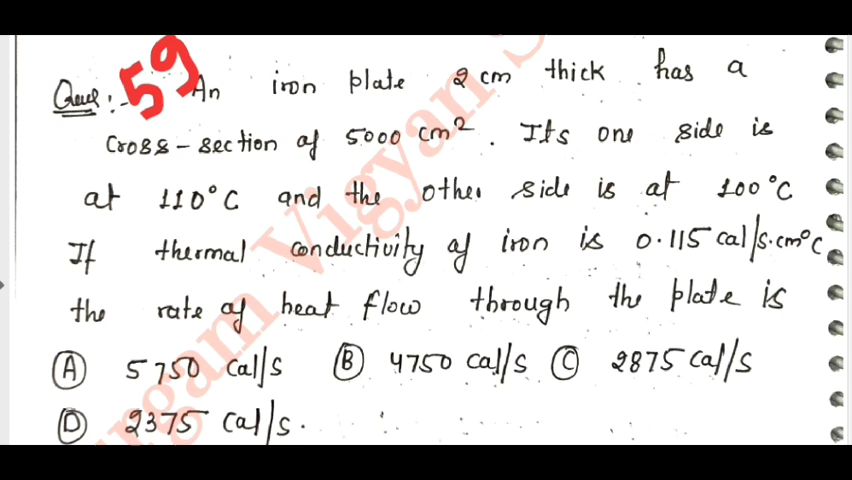 Ques:- 59 An iron plate 2 cm thick has a
cross-section of 5000 cm². Its one side is
at 110°C and the other side is at 100°C
If thermal conductivity of iron is 0.115 cal/s.cm°C
the rate of heat flow through the plate is
(A) 5750 cal/s (B) 4750 cal/s (C) 2875 cal/s
(D) 2375 cal/s.